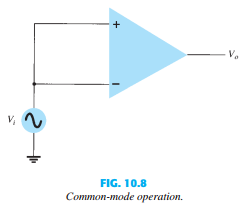 +
Vo
−
Vi
FIG. 10.8
Common-mode operation.